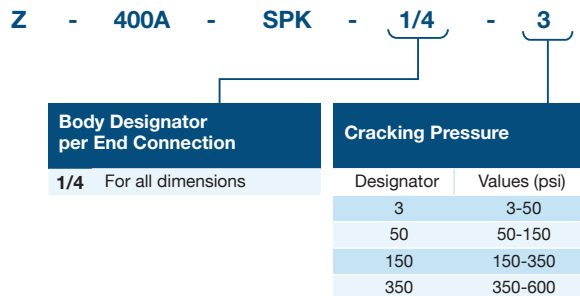 Z - 400A - SPK - 1/4 - 3
Body Designator
per End Connection
1/4 For all dimensions
Cracking Pressure
Designator Values (psi)
3 3-50
50 50-150
150 150-350
350 350-600